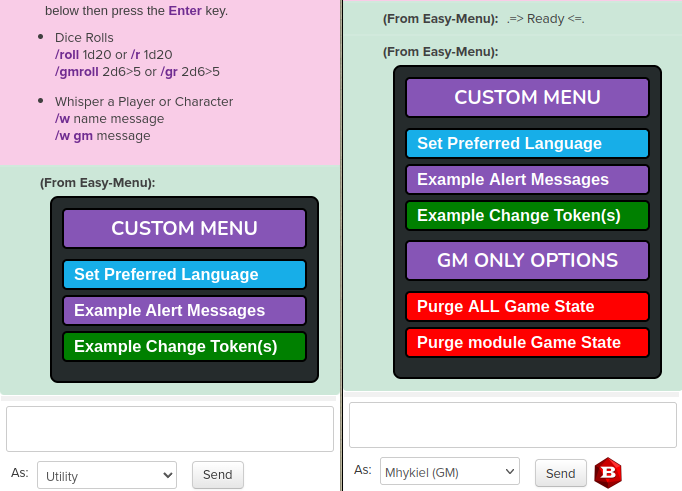 below then press the Enter key.
Dice Rolls
/roll 1d20 or /r 1d20
/gmroll 2d6>5 or /gr 2d6>5
Whisper a Player or Character
/w name message
/w gm message
(From Easy-Menu):
CUSTOM MENU
Set Preferred Language
Example Alert Messages
Example Change Token(s)
As:
Utility
Send
(From Easy-Menu): .=> Ready <=.
(From Easy-Menu):
CUSTOM MENU
Set Preferred Language
Example Alert Messages
Example Change Token(s)
GM ONLY OPTIONS
Purge ALL Game State
Purge module Game State
As:
Mhykiel (GM)
Send
B